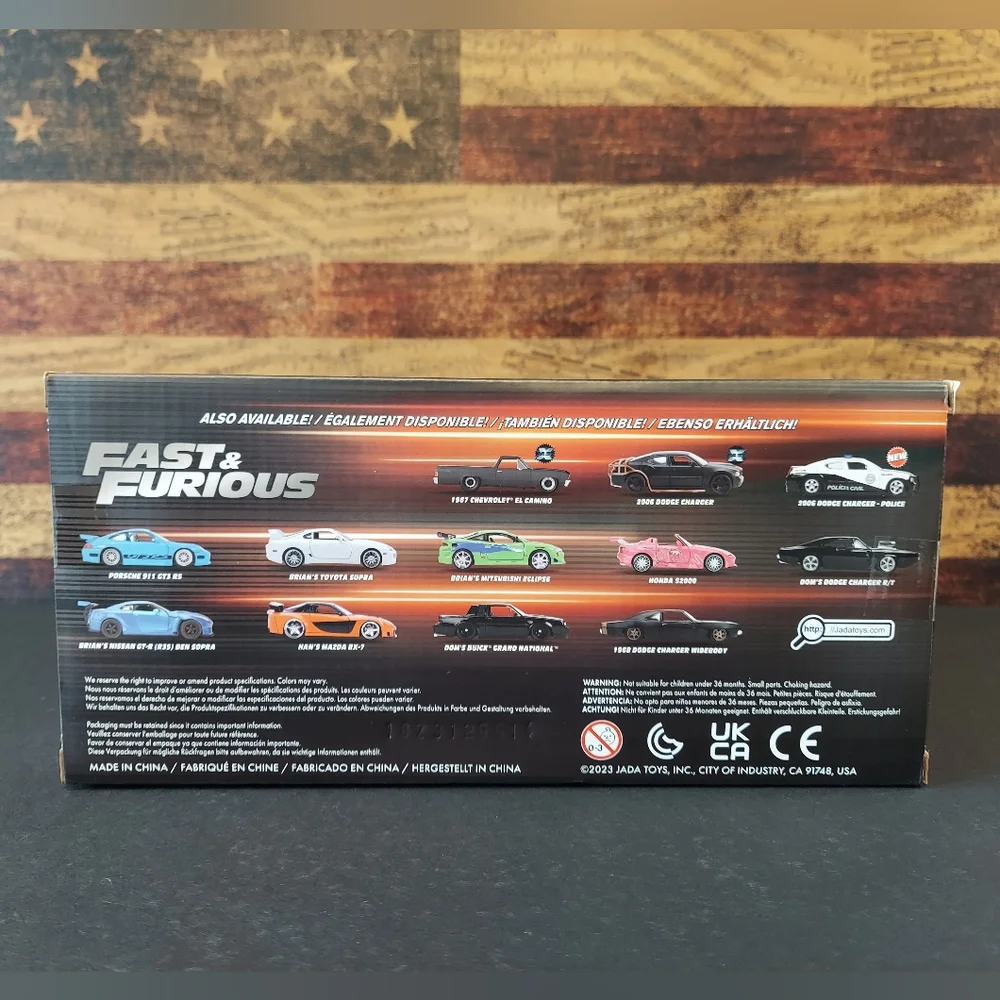 ALSO AVAILABLE! / ÉGALEMENT DISPONIBLE! / ¡TAMBIÉN DISPONIBLE! / EBENSO ERHÄLTLICH!
FAST &
FURIOUS
NEW
1967 CHEVROLET EL CAMINO
2006 DODGE CHARGER
POLICIA CIVIL
2006 DODGE CHARGER - POLICE
PORSCHE 911 GT3 RS
BRIAN'S TOYOTA SUPRA
BRIAN'S MITSUBISHI ECLIPSE
HONDA S2000
DOM'S DODGE CHARGER R/T
BRIAN'S NISSAN GT-R (R35) BEN SOPRA
HAN'S MAZDA RX-7
DOM'S BUICK® GRAND NATIONAL™
1968 DODGE CHARGER WIDEBODY
http: //Jadatoys.com
We reserve the right to improve or amend product specifications. Colors may vary.
Nous nous réservons le droit d'améliorer ou de modifier les spécifications des produits. Les couleurs peuvent varier.
Nos reservamos el derecho de mejorar o modificar las especificaciones del producto. Los colores pueden variar.
Wir behalten uns das Recht vor, die Produktspezifikationen zu verbessern oder zu verändern. Abweichungen des Produkts in Farbe und Gestaltung vorbehalten.
Packaging must be retained since it contains important information.
Veuillez conserver l'emballage pour toute future référence.
Favor de conservar el empaque ya que contiene información importante.
Diese Verpackung für mögliche Rückfragen bitte aufbewahren, da sie wichtige Informationen enthält.
MADE IN CHINA / FABRIQUÉ EN CHINE / FABRICADO EN CHINA / HERGESTELLT IN CHINA
WARNING: Not suitable for children under 36 months. Small parts. Choking hazard.
ATTENTION: Ne convient pas aux enfants de moins de 36 mois. Petites pièces. Risque d'étouffement.
ADVERTENCIA: No apto para niños menores de 36 meses. Piezas pequeñas. Peligro de asfixia.
ACHTUNG! Nicht für Kinder unter 36 Monaten geeignet. Enthält verschluckbare Kleinteile. Erstickungsgefahr!
0-3
UK
CA
CE
©2023 JADA TOYS, INC., CITY OF INDUSTRY, CA 91748, USA